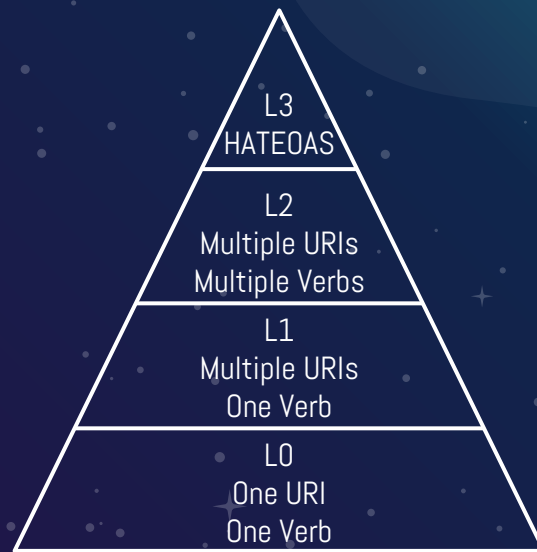 L3
HATEOAS
L2
Multiple URIs
Multiple Verbs
L1
Multiple URIs
One Verb
L0
One URI
One Verb